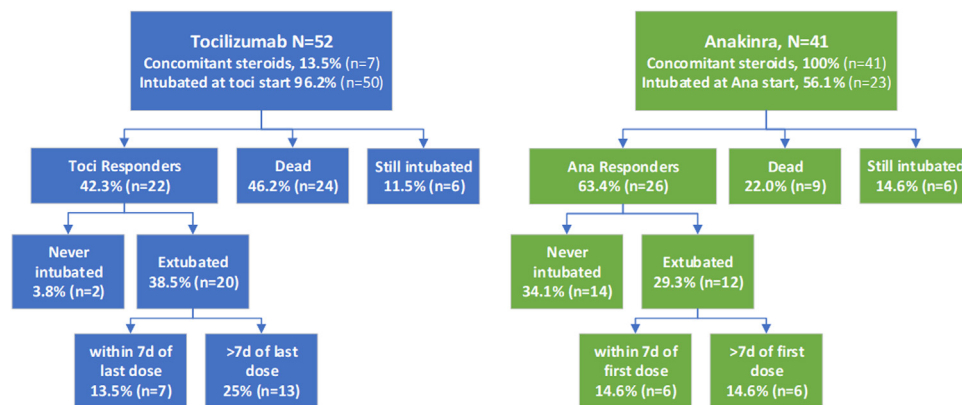 Tocilizumab N=52
Concomitant steroids, 13.5% (n=7)
Intubated at toci start 96.2% (n=50)
Toci Responders
42.3% (n=22)
Dead
46.2% (n=24)
Still intubated
11.5% (n=6)
Never
intubated
3.8% (n=2)
Extubated
38.5% (n=20)
within 7d of
last dose
13.5% (n=7)
>7d of last
dose
25% (n=13)
Anakinra, N=41
Concomitant steroids, 100% (n=41)
Intubated at Ana start, 56.1% (n=23)
Ana Responders
63.4% (n=26)
Dead
22.0% (n=9)
Still intubated
14.6% (n=6)
Never
intubated
34.1% (n=14)
Extubated
29.3% (n=12)
within 7d of
first dose
14.6% (n=6)
>7d of first
dose
14.6% (n=6)